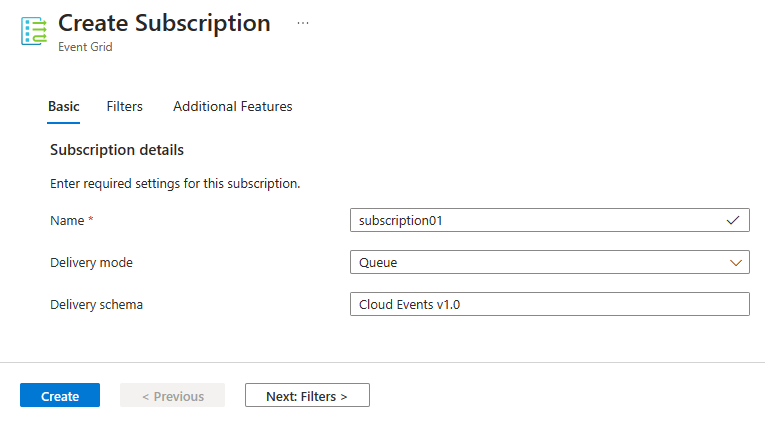 Create Subscription ...
Event Grid
Basic Filters Additional Features
Subscription details
Enter required settings for this subscription.
Name * subscription01
Delivery mode Queue
Delivery schema Cloud Events v1.0
Create < Previous Next: Filters >